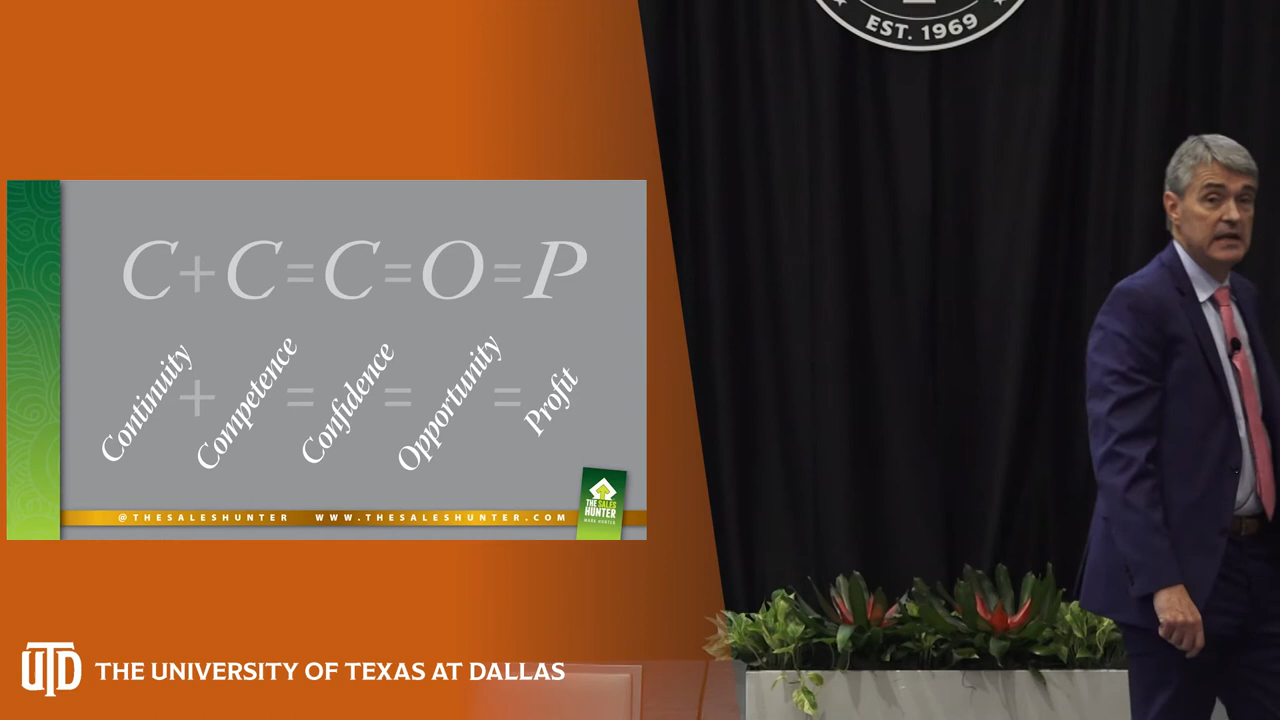 EST. 1969
C + C = C = O = P
Continuity + Competence = Confidence = Opportunity = Profit
@THESALESHUNTER WWW.THESALESHUNTER.COM
THE SALES
HUNTER
MARK HUNTER
UTD THE UNIVERSITY OF TEXAS AT DALLAS